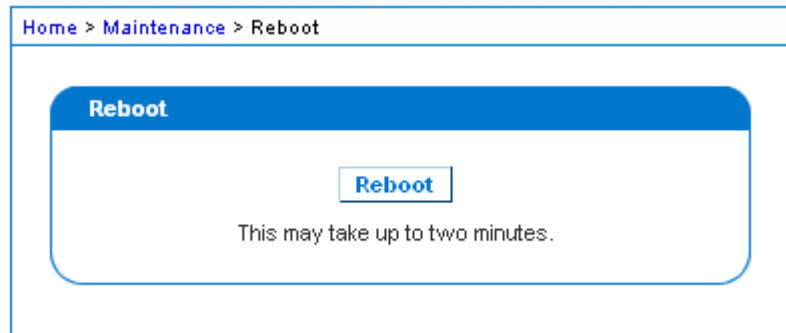 Home > Maintenance > Reboot
Reboot
Reboot
This may take up to two minutes.